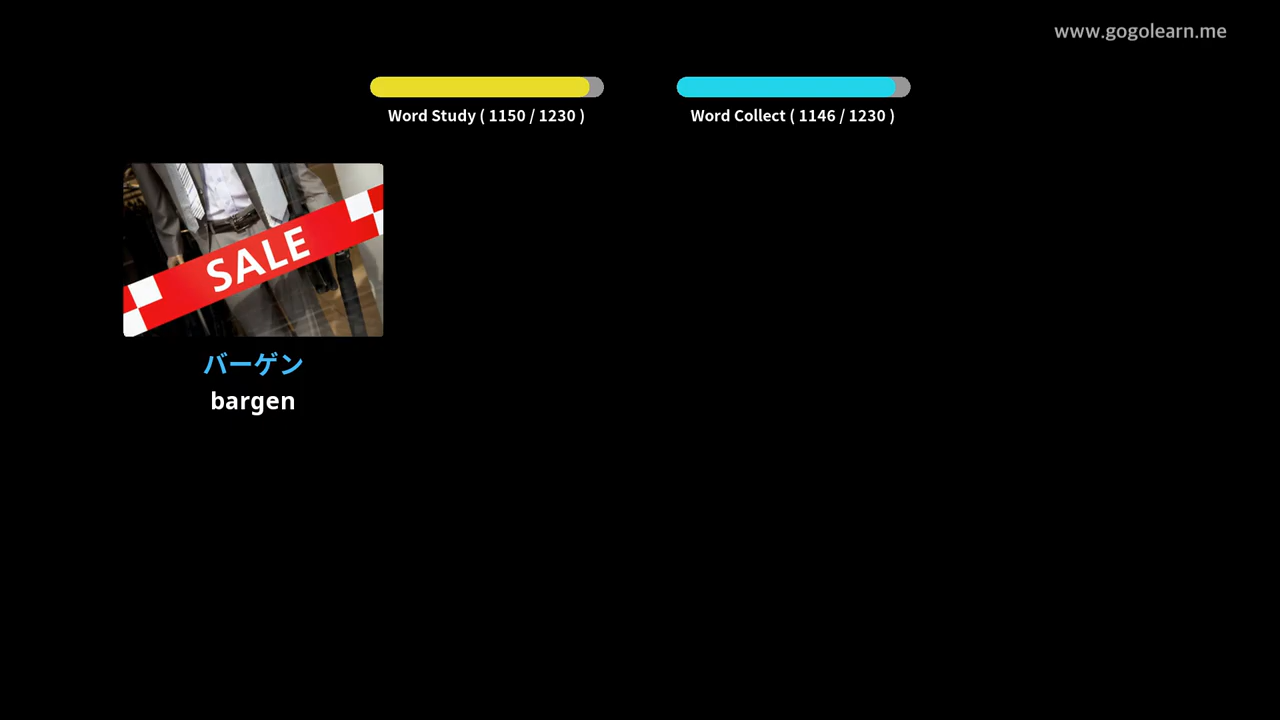 www.gogolearn.me
Word Study ( 1150 / 1230 )
Word Collect ( 1146 / 1230 )
SALE
バーゲン
bargen